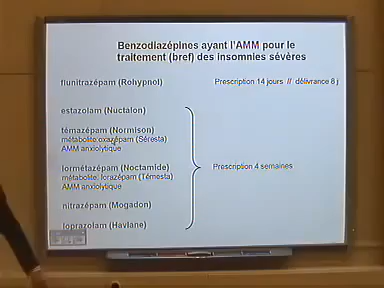 Benzodiazépines ayant l'AMM pour le
traitement (bref) des insomnies sévères
flunitrazépam (Rohypnol)
Prescription 14 jours // délivrance 8 j
estazolam (Nuctalon)
témazépam (Normison)
métabolite:oxazépam (Séresta)
AMM anxiolytique
lormétazépam (Noctamide)
métabolite: lorazépam (Témesta)
AMM anxiolytique
Prescription 4 semaines
nitrazépam (Mogadon)
loprazolam (Havlane)